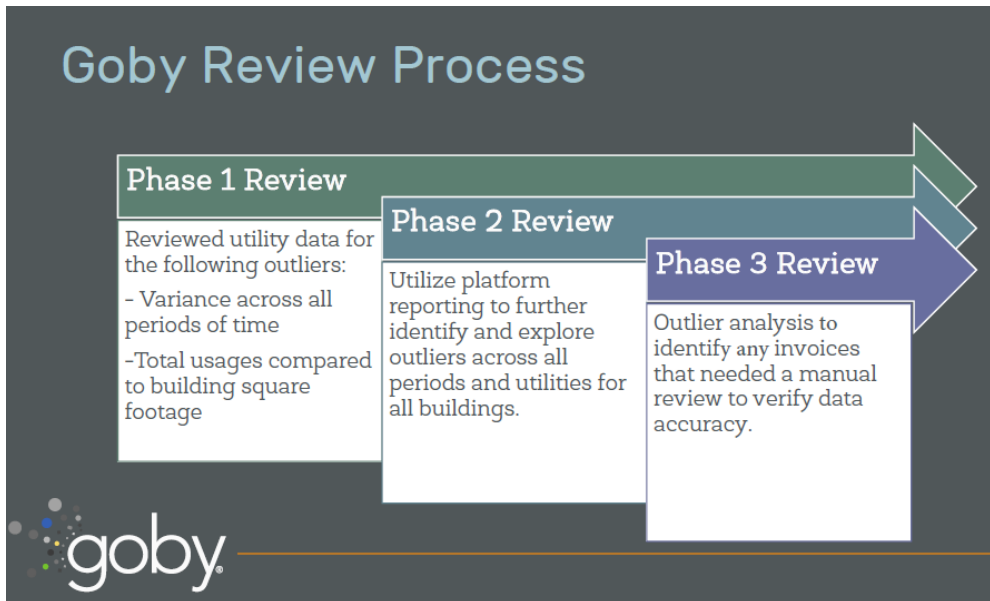 Goby Review Process
Phase 1 Review
Reviewed utility data for
the following outliers:
- Variance across all
periods of time
-Total usages compared
to building square
footage
Phase 2 Review
Utilize platform
reporting to further
identify and explore
outliers across all
periods and utilities for
all buildings.
Phase 3 Review
Outlier analysis to
identify any invoices
that needed a manual
review to verify data
accuracy.
goby®